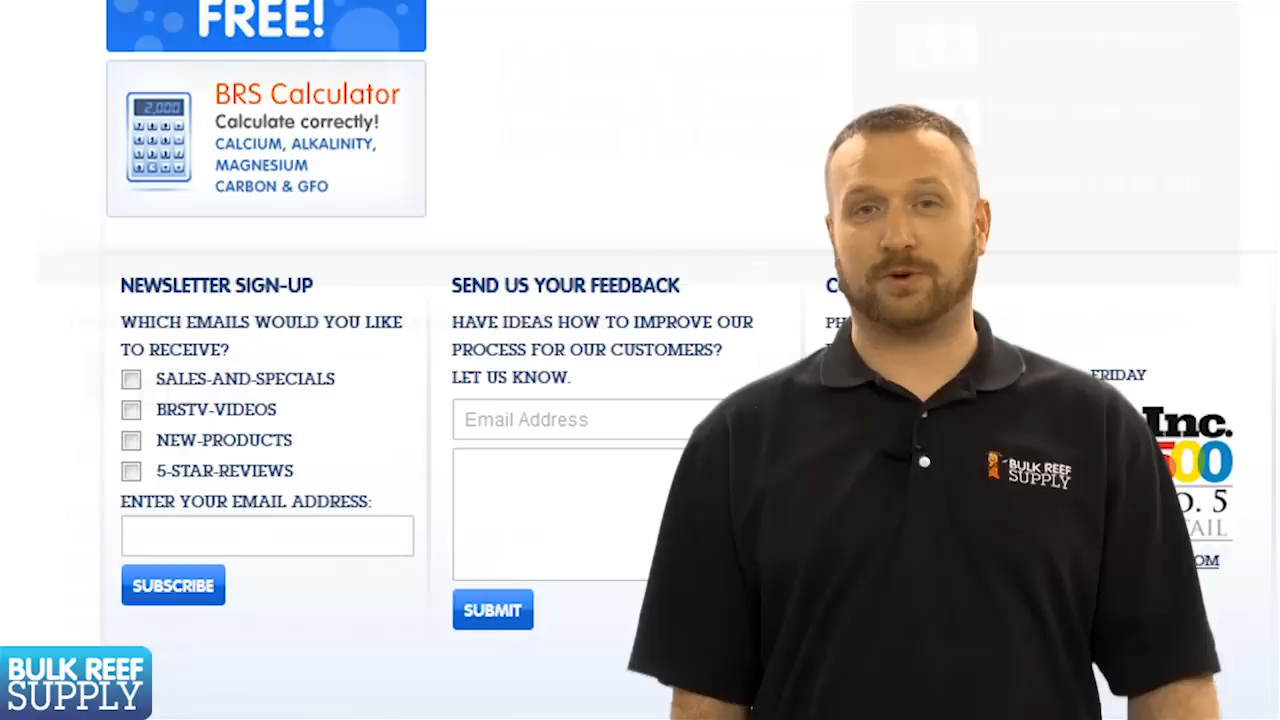 FREE!
2,000
BRS Calculator
Calculate correctly!
CALCIUM, ALKALINITY,
MAGNESIUM
CARBON & GFO
NEWSLETTER SIGN-UP
WHICH EMAILS WOULD YOU LIKE
TO RECEIVE?
SALES-AND-SPECIALS
BRSTV-VIDEOS
NEW-PRODUCTS
5-STAR-REVIEWS
ENTER YOUR EMAIL ADDRESS:
SUBSCRIBE
SEND US YOUR FEEDBACK
HAVE IDEAS HOW TO IMPROVE OUR
PROCESS FOR OUR CUSTOMERS?
LET US KNOW.
Email Address
SUBMIT
FRIDAY
Inc.
500
BULK REEF
SUPPLY
BULK REEF
SUPPLY